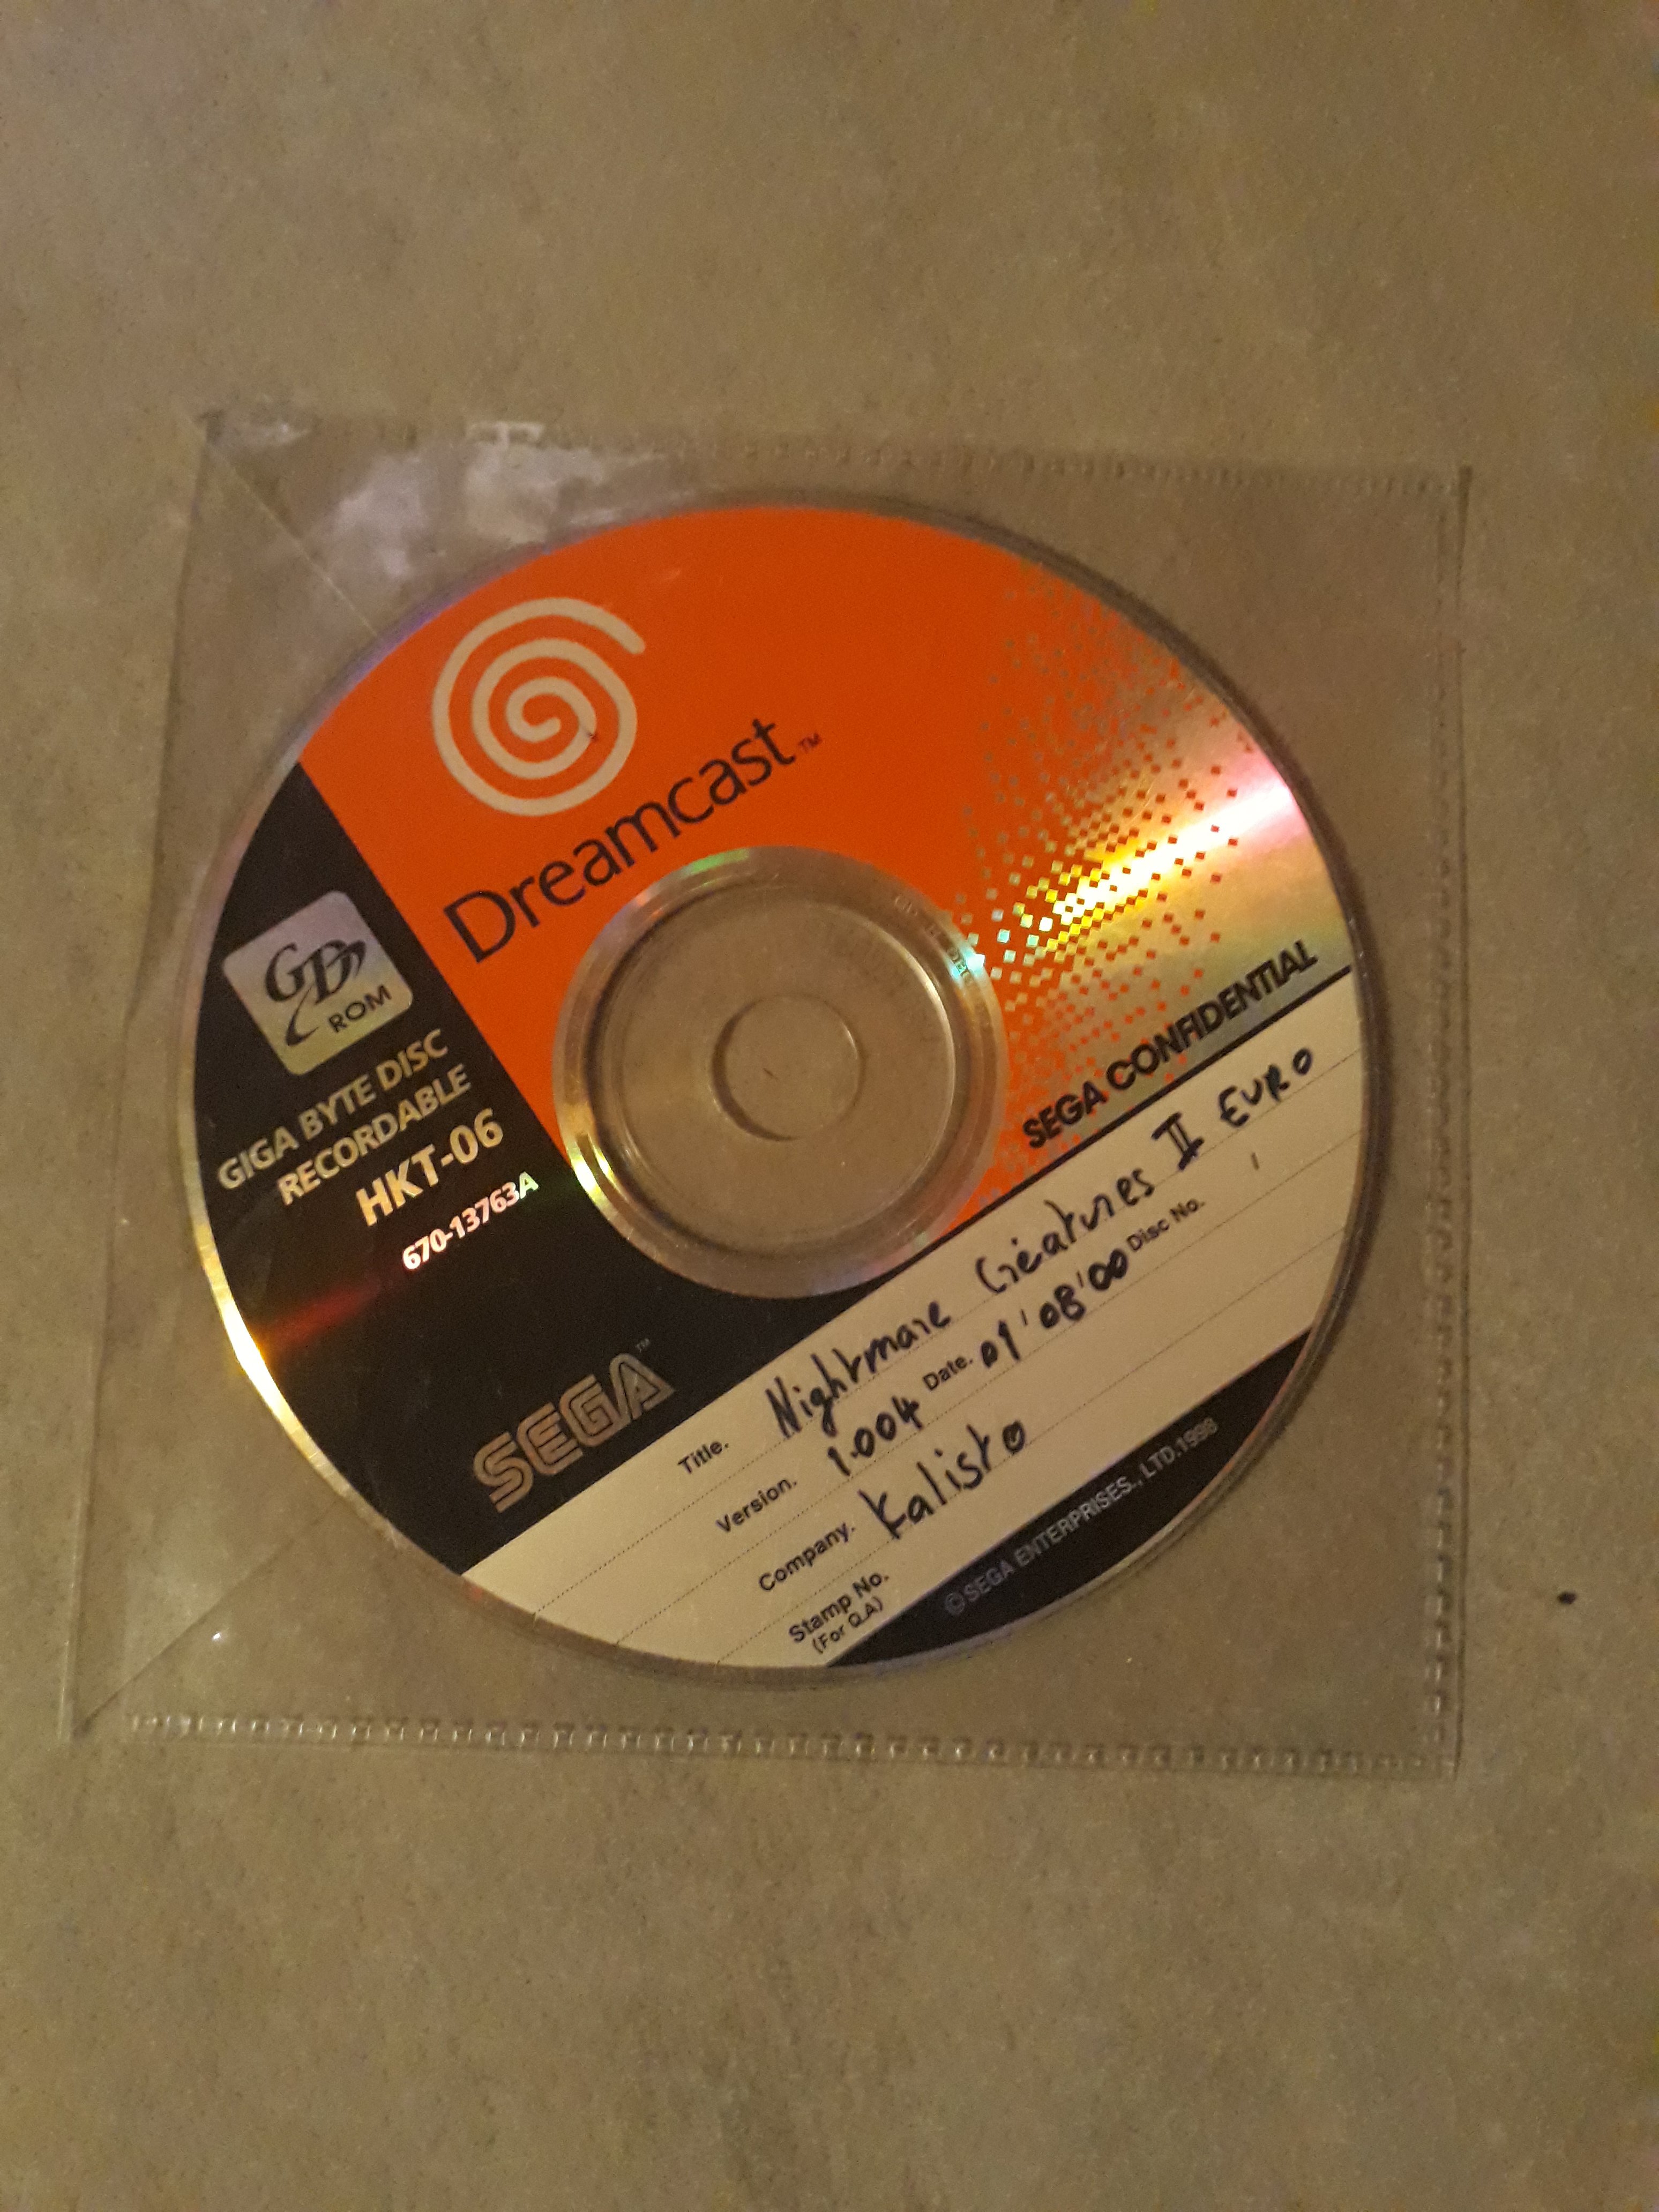 Dreamcast™
GD
ROM
GIGA BYTE DISC
RECORDABLE
HKT-06
670-13763A
SEGA™
SEGA CONFIDENTIAL
Title. Nightmare Creatures II EURO
Version. 1.004 Date. 01'08'00 Disc No. 1
Company. Kalisto
Stamp No.
(For Q.A)
©SEGA ENTERPRISES., LTD.1998